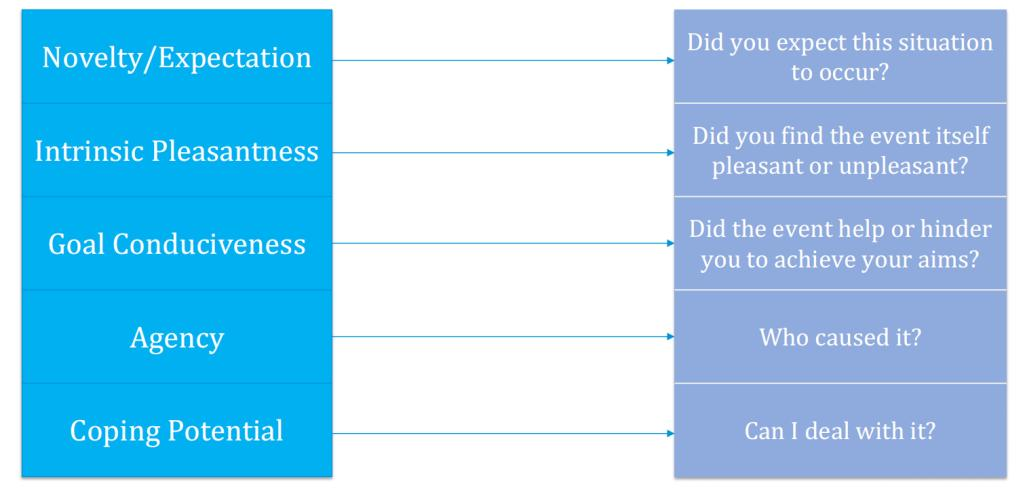 Novelty/Expectation
Did you expect this situation
to occur?
Intrinsic Pleasantness
Did you find the event itself
pleasant or unpleasant?
Goal Conduciveness
Did the event help or hinder
you to achieve your aims?
Agency
Who caused it?
Coping Potential
Can I deal with it?